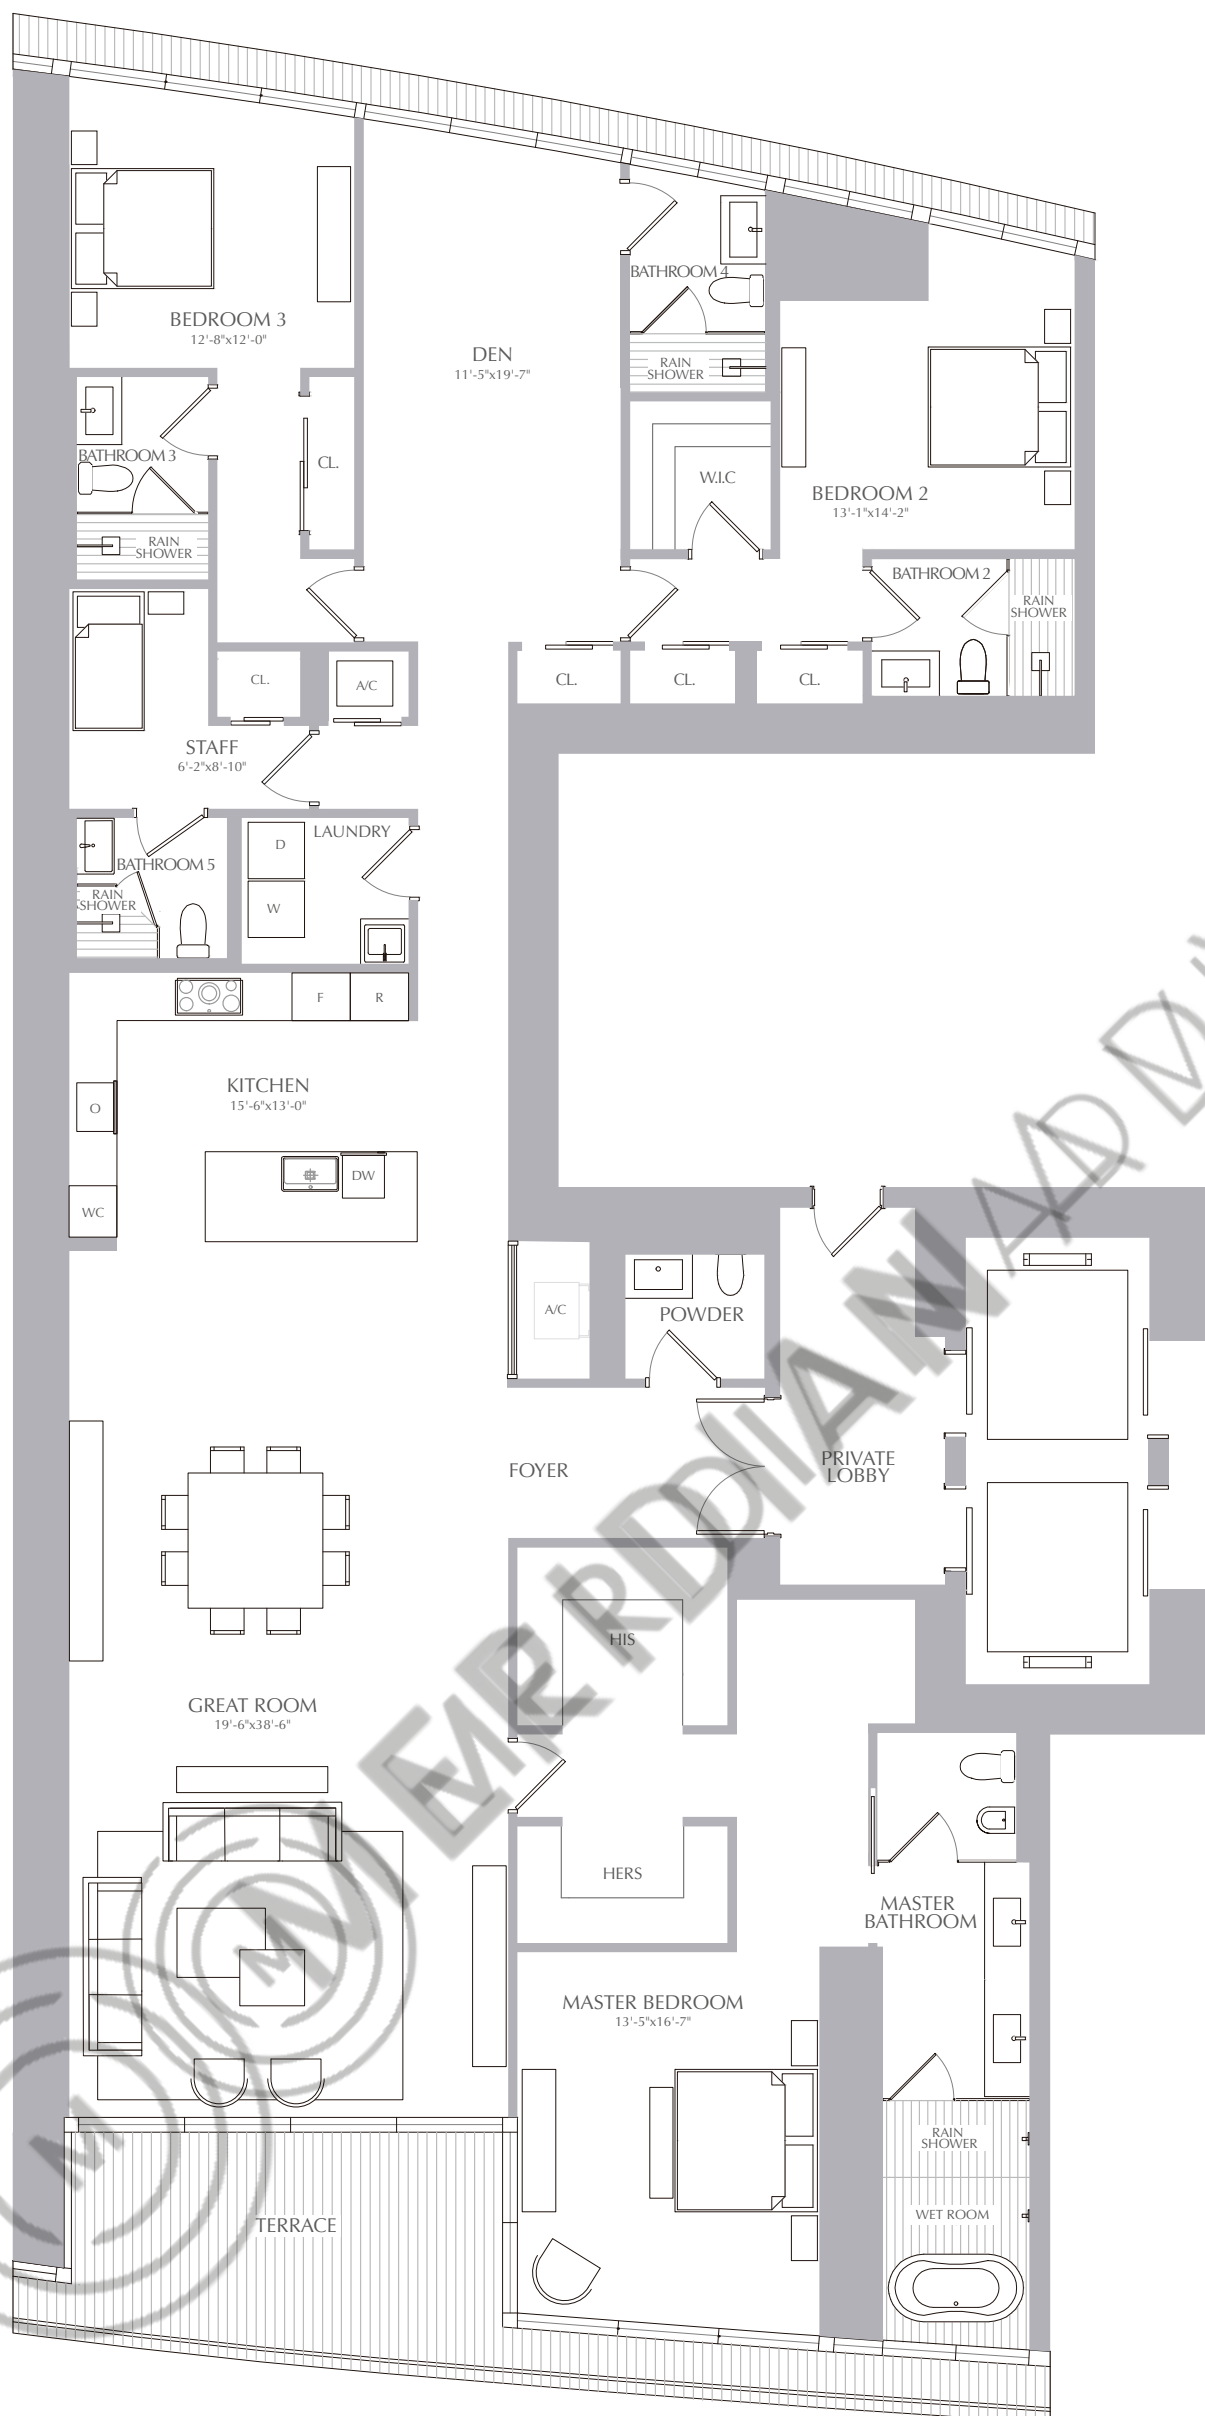 BATHROOM 4
BEDROOM 3
12'-8"x12'-0"
DEN
11'-5"x19'-7"
RAIN
SHOWER
BATHROOM 3
CL.
W.I.C
BEDROOM 2
13'-1"x14'-2"
RAIN
SHOWER
BATHROOM 2
RAIN
SHOWER
CL.
A/C
CL.
CL.
CL.
STAFF
6'-2"x8'-10"
LAUNDRY
D
BATHROOM 5
RAIN
SHOWER
W
F
R
KITCHEN
15'-6"x13'-0"
O
DW
WC
A/C
POWDER
FOYER
PRIVATE
LOBBY
HIS
GREAT ROOM
19'-6"x38'-6"
HERS
MASTER
BATHROOM
MASTER BEDROOM
13'-5"x16'-7"
RAIN
SHOWER
WET ROOM
TERRACE
M
M